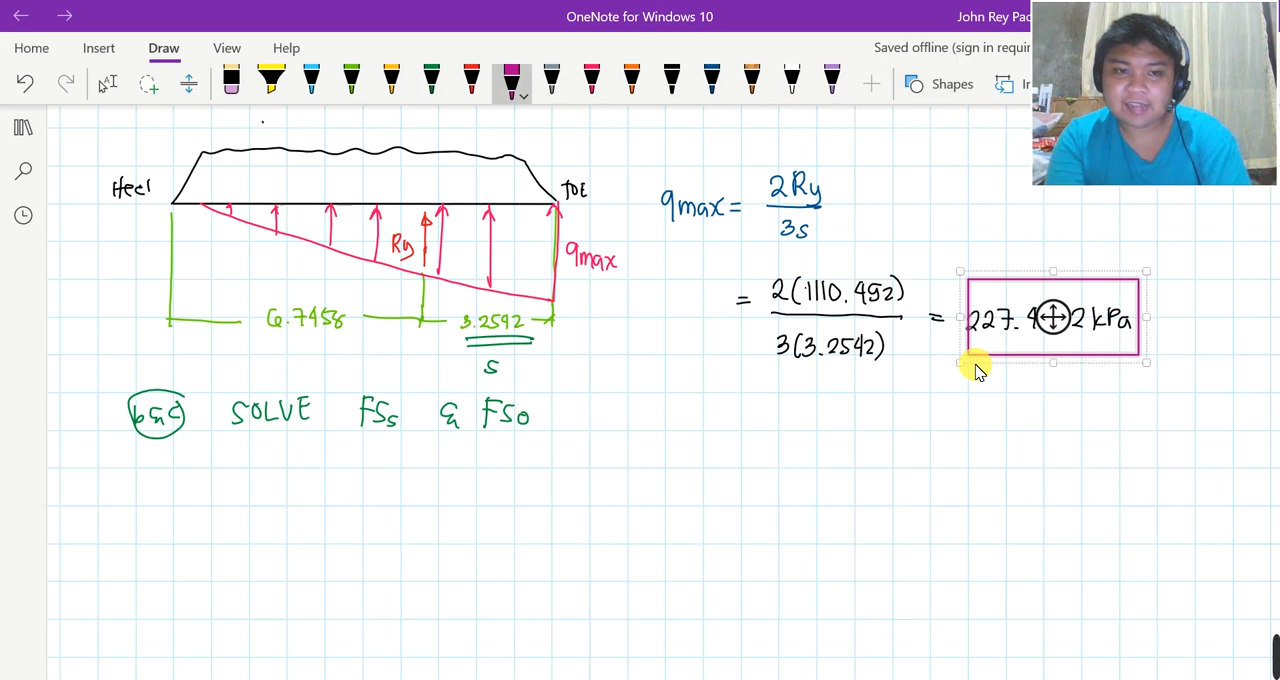 OneNote for Windows 10
John Rey Pac
Home Insert Draw View Help
Saved offline (sign in requir
Shapes
In
Heel
TOE
Ry
qmax
6.7458
3.2542
s
qmax = 2Ry / 3s
= 2(1110.452) / 3(3.2542) = 227.4 2 kPa
b&c SOLVE FSs & FSo